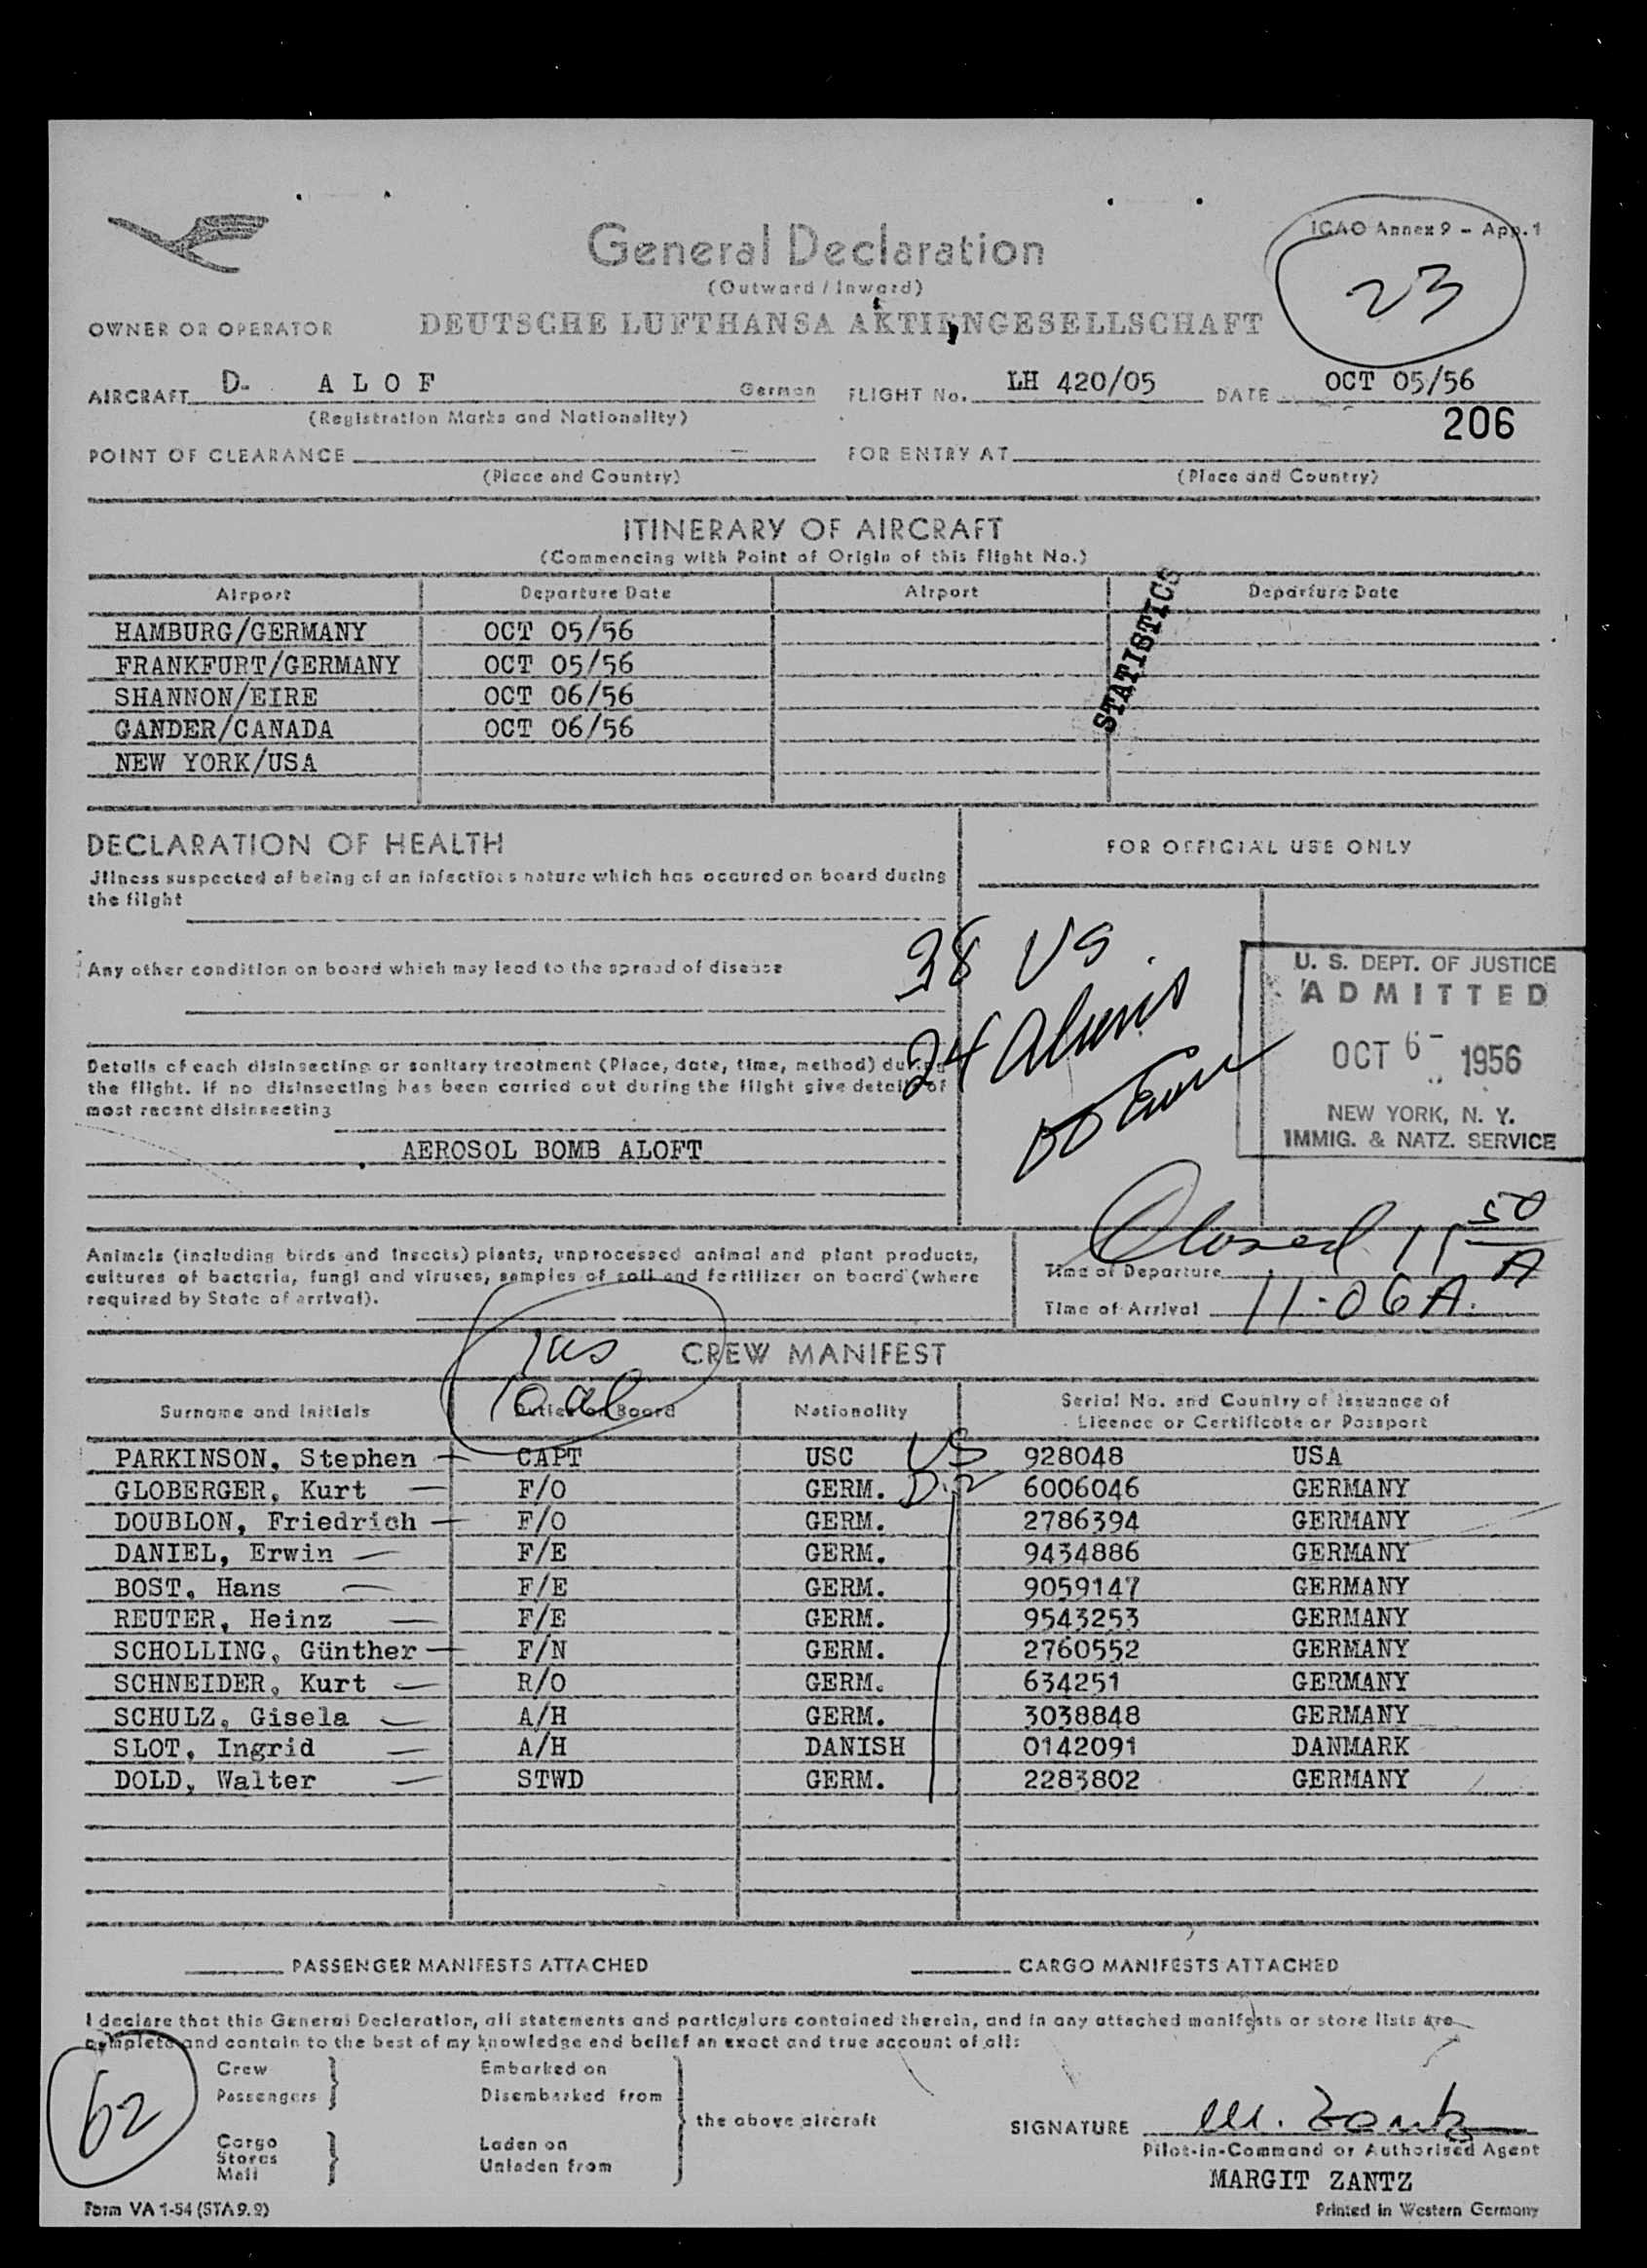 ICAO Annex 9 - App. 1
General Declaration
(Outward / Inward)
23
OWNER OR OPERATOR DEUTSCHE LUFTHANSA AKTIENGESELLSCHAFT
AIRCRAFT D- A L O F German FLIGHT No. LH 420/05 DATE OCT 05/56
(Registration Marks and Nationality)
206
POINT OF CLEARANCE FOR ENTRY AT
(Place and Country) (Place and Country)
ITINERARY OF AIRCRAFT
(Commencing with Point of Origin of this Flight No.)
Airport Departure Date Airport Departure Date
HAMBURG/GERMANY OCT 05/56
FRANKFURT/GERMANY OCT 05/56
SHANNON/EIRE OCT 06/56
GANDER/CANADA OCT 06/56
NEW YORK/USA
STATISTICS
DECLARATION OF HEALTH
Jllness suspected of being of an infectious nature which has occured on board during
the flight
Any other condition on board which may lead to the spread of disease
Details of each disinsecting or sanitary treatment (Place, date, time, method) during
the flight. If no disinsecting has been carried out during the flight give details of
most recent disinsecting
AEROSOL BOMB ALOFT
FOR OFFICIAL USE ONLY
38 US
24 Aliens
U. S. DEPT. OF JUSTICE
ADMITTED
OCT 6 - 1956
NEW YORK, N. Y.
IMMIG. & NATZ. SERVICE
Animals (including birds and insects) plants, unprocessed animal and plant products,
cultures of bacteria, fungi and viruses, samples of soil and fertilizer on board (where
required by State of arrival).
Closed 11 50 A
Time of Departure
Time of Arrival 11.06 A.
1 us
10 al
CREW MANIFEST
Surname and Initials Duties on Board Nationality Serial No. and Country of Issuance of
Licence or Certificate or Passport
PARKINSON, Stephen CAPT USC US 928048 USA
GLOBERGER, Kurt F/O GERM. D-2 6006046 GERMANY
DOUBLON, Friedrich F/O GERM. 2786394 GERMANY
DANIEL, Erwin F/E GERM. 9434886 GERMANY
BOST, Hans F/E GERM. 9059147 GERMANY
REUTER, Heinz F/E GERM. 9543253 GERMANY
SCHOLLING, Günther F/N GERM. 2760552 GERMANY
SCHNEIDER, Kurt R/O GERM. 634251 GERMANY
SCHULZ, Gisela A/H GERM. 3038848 GERMANY
SLOT, Ingrid A/H DANISH 0142091 DANMARK
DOLD, Walter STWD GERM. 2283802 GERMANY
PASSENGER MANIFESTS ATTACHED CARGO MANIFESTS ATTACHED
I declare that this General Declaration, all statements and particulurs contained therein, and in any attached manifests or store lists are
complete and contain to the best of my knowledge and belief an exact and true account of all:
62
Crew
Passengers
Embarked on
Disembarked from
Cargo
Stores
Mail
Laden on
Unladen from
the above aircraft
SIGNATURE M. Zantz
Pilot-in-Command or Authorised Agent
MARGIT ZANTZ
Form VA 1-54 (STA 9.2)
Printed in Western Germany